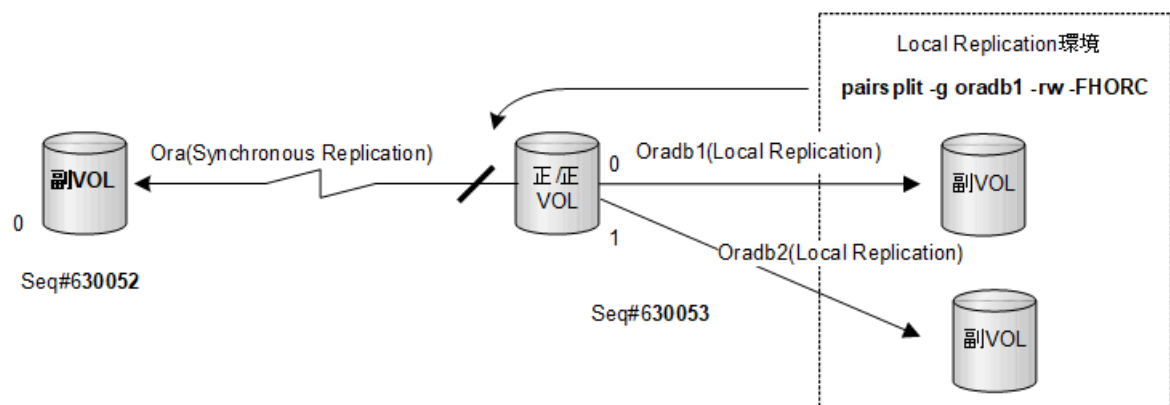 Local Replication環境
pairsplit -g oradb1 -rw -FHORC
Ora(Synchronous Replication)
Oradb1(Local Replication)
副VOL
0
正/正
VOL
0
1
副VOL
Oradb2(Local Replication)
Seq#630052
Seq#630053
副VOL